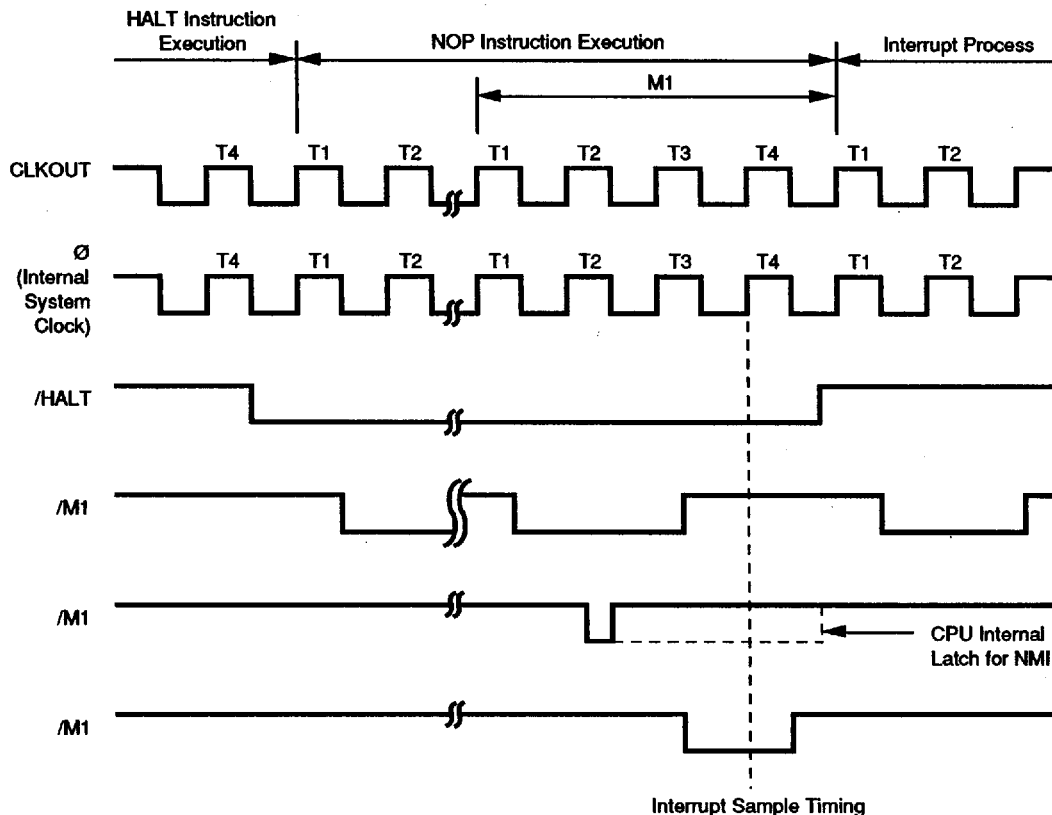 HALT Instruction
Execution
NOP Instruction Execution
Interrupt Process
M1
CLKOUT
T4 T1 T2 T1 T2 T3 T4 T1 T2
Ø
(Internal
System
Clock)
T4 T1 T2 T1 T2 T3 T4 T1 T2
/HALT
/M1
/M1
CPU Internal
Latch for NMI
/M1
Interrupt Sample Timing